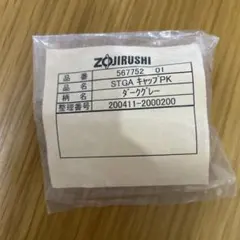 ZOJIRUSHI
品番 567752 01
品名 STGA キャップPK
柄名 ダークグレー
整理番号 200411-2000200